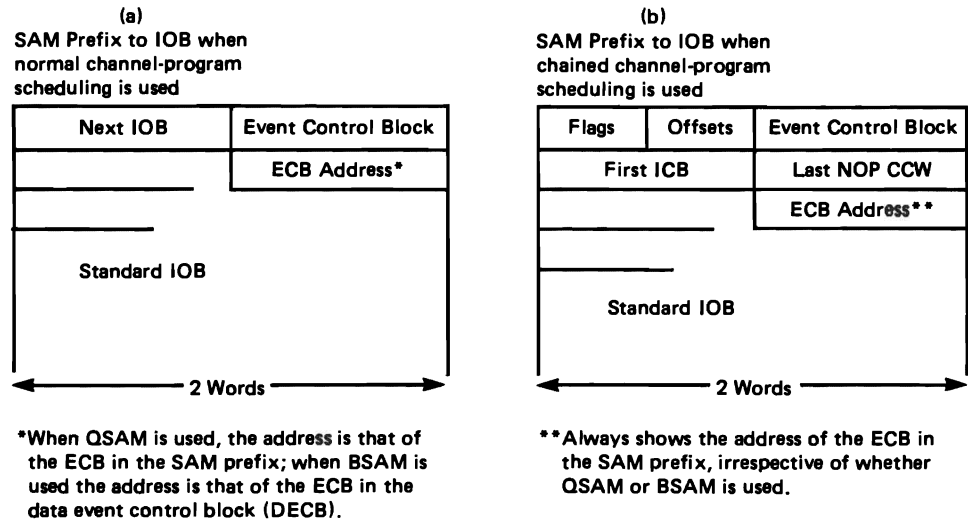 (a)
SAM Prefix to IOB when
normal channel-program
scheduling is used
Next IOB
Event Control Block
ECB Address*
Standard IOB
2 Words
*When QSAM is used, the address is that of
the ECB in the SAM prefix; when BSAM is
used the address is that of the ECB in the
data event control block (DECB).
(b)
SAM Prefix to IOB when
chained channel-program
scheduling is used
Flags
Offsets
Event Control Block
First ICB
Last NOP CCW
ECB Address**
Standard IOB
2 Words
**Always shows the address of the ECB in
the SAM prefix, irrespective of whether
QSAM or BSAM is used.